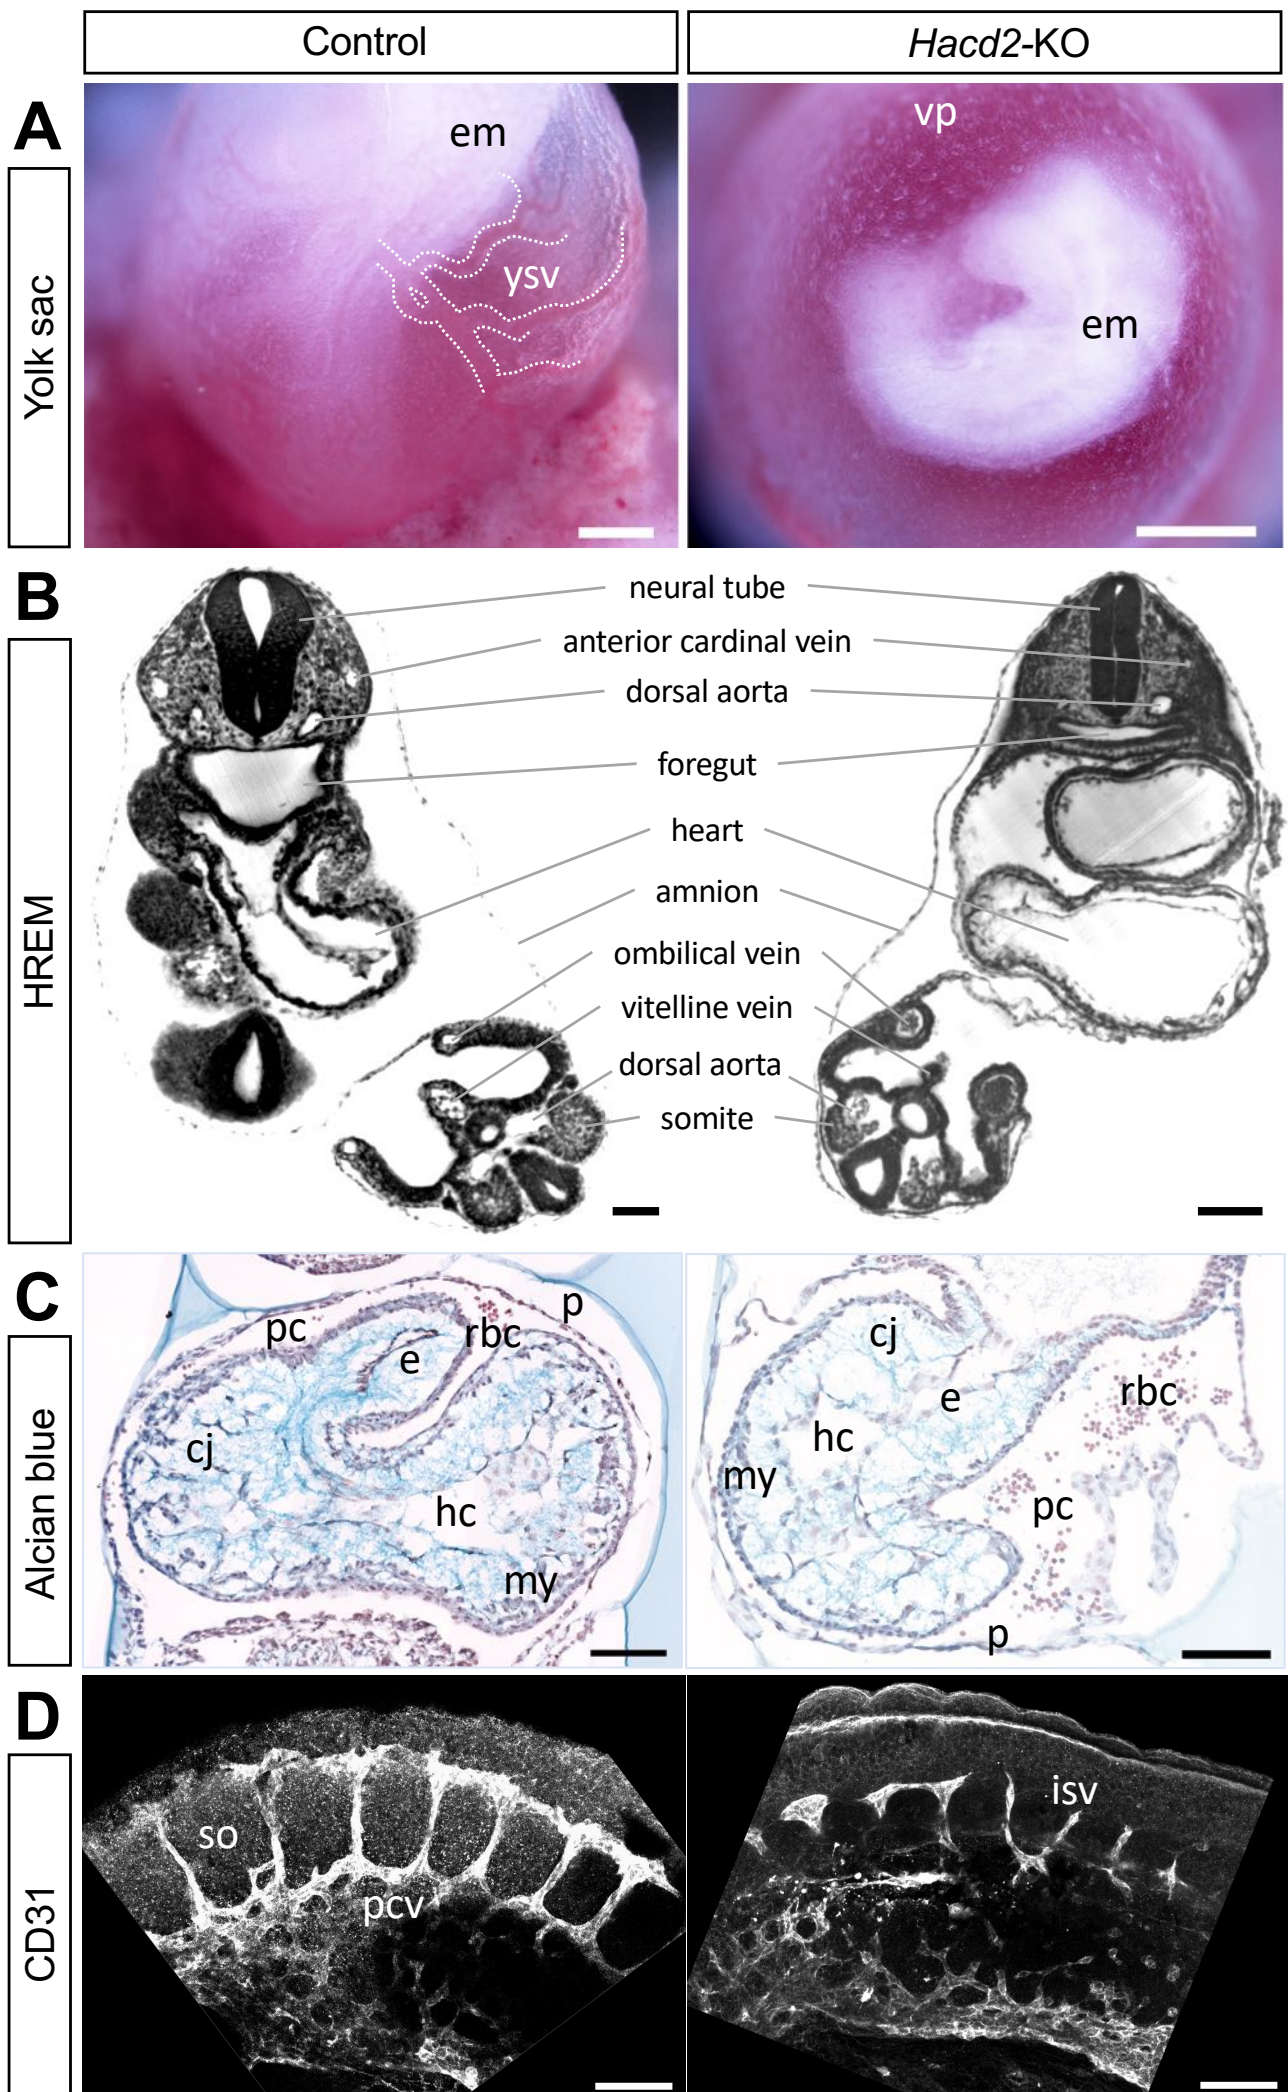 Control
Hacd2-KO
A
Yolk sac
em
ysv
vp
em
B
HREM
neural tube
anterior cardinal vein
dorsal aorta
foregut
heart
amnion
ombilical vein
vitelline vein
dorsal aorta
somite
C
Alcian blue
pc
rbc
p
e
cj
hc
my
cj
e
rbc
hc
my
pc
p
D
CD31
so
pcv
isv